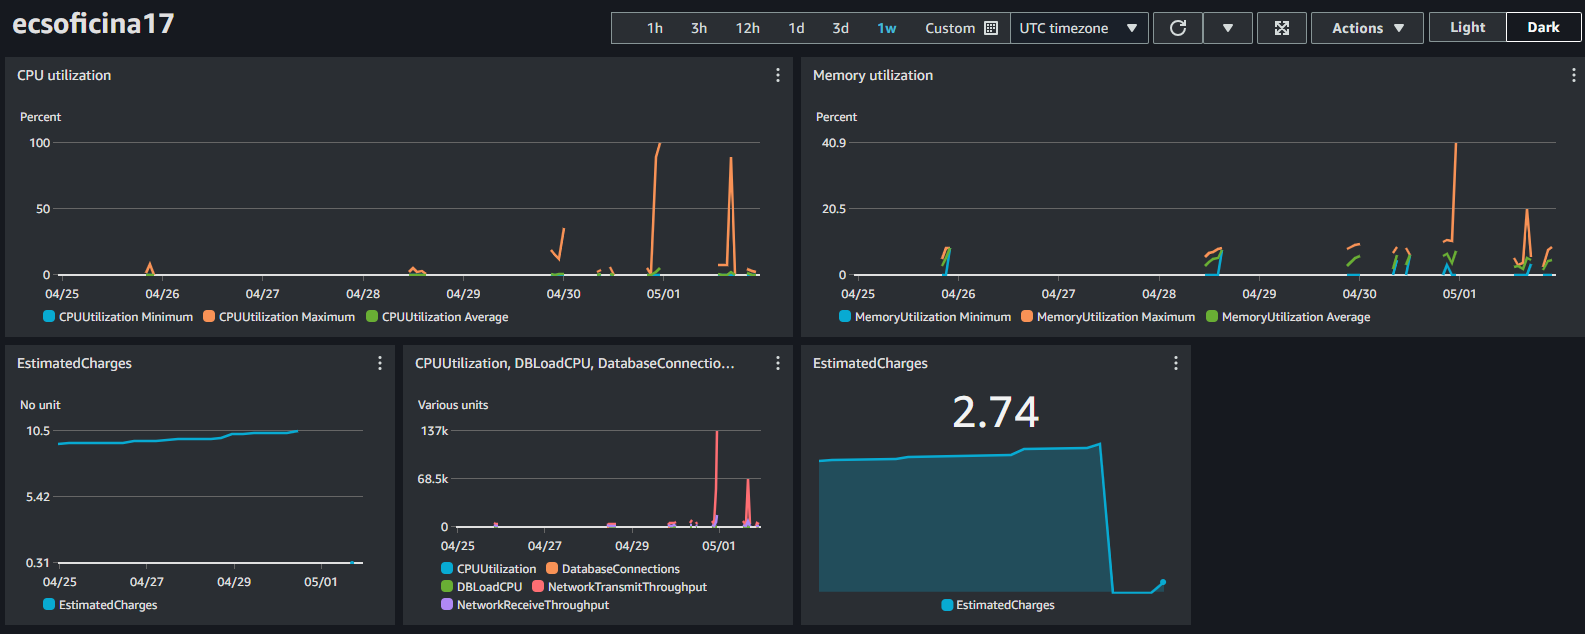 ecsoficina17
1h 3h 12h 1d 3d 1w Custom UTC timezone Actions Light Dark
CPU utilization
Percent
100
50
0
04/25 04/26 04/27 04/28 04/29 04/30 05/01
CPUUtilization Minimum CPUUtilization Maximum CPUUtilization Average
Memory utilization
Percent
40.9
20.5
0
04/25 04/26 04/27 04/28 04/29 04/30 05/01
MemoryUtilization Minimum MemoryUtilization Maximum MemoryUtilization Average
EstimatedCharges
No unit
10.5
5.42
0.31
04/25 04/27 04/29 05/01
EstimatedCharges
CPUUtilization, DBLoadCPU, DatabaseConnectio...
Various units
137k
68.5k
0
04/25 04/27 04/29 05/01
CPUUtilization DatabaseConnections
DBLoadCPU NetworkTransmitThroughput
NetworkReceiveThroughput
EstimatedCharges
2.74
EstimatedCharges